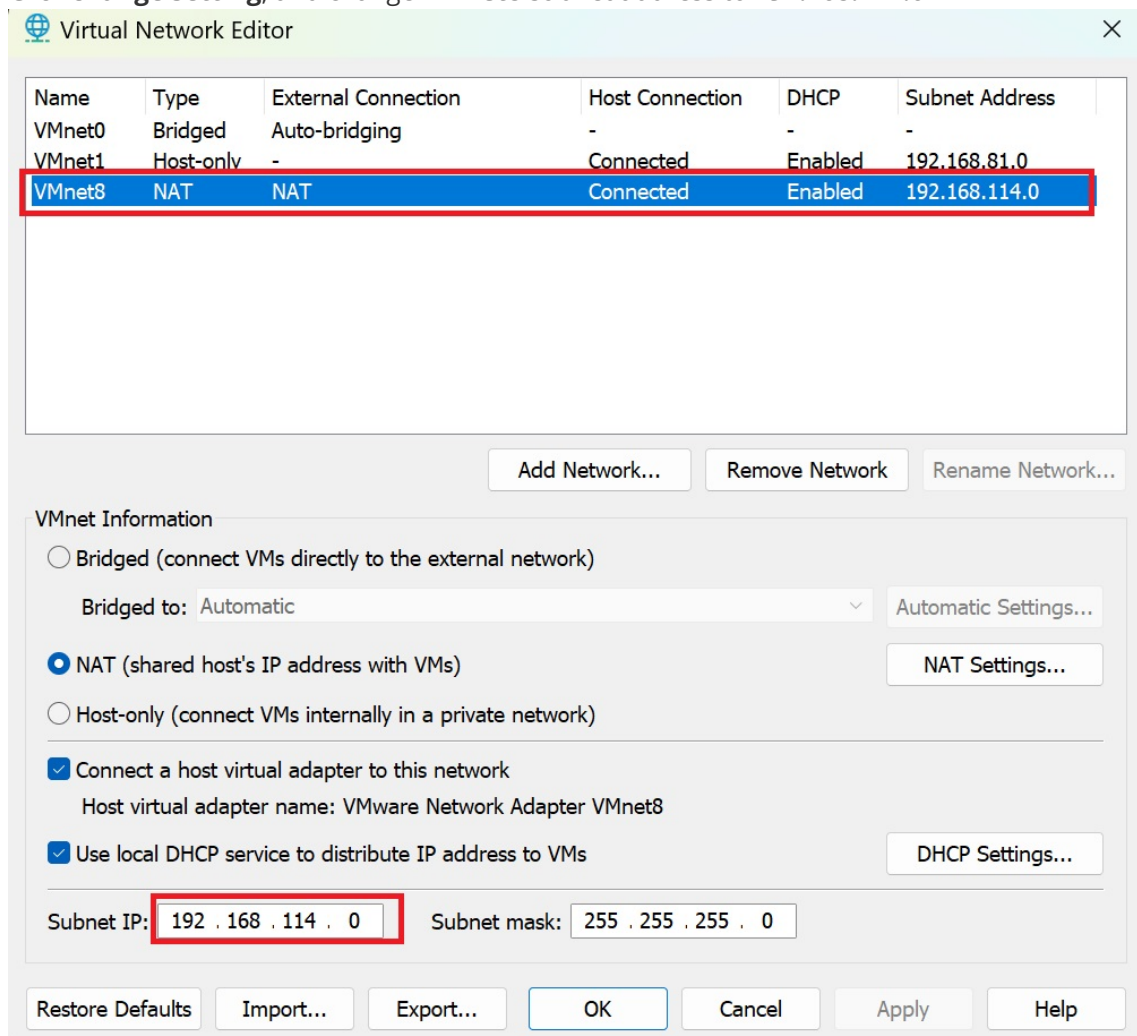 Virtual Network Editor
Name Type External Connection Host Connection DHCP Subnet Address
VMnet0 Bridged Auto-bridging - - -
VMnet1 Host-only - Connected Enabled 192.168.81.0
VMnet8 NAT NAT Connected Enabled 192.168.114.0
Add Network... Remove Network Rename Network...
VMnet Information
Bridged (connect VMs directly to the external network)
Bridged to: Automatic Automatic Settings...
NAT (shared host's IP address with VMs) NAT Settings...
Host-only (connect VMs internally in a private network)
Connect a host virtual adapter to this network
Host virtual adapter name: VMware Network Adapter VMnet8
Use local DHCP service to distribute IP address to VMs DHCP Settings...
Subnet IP: 192 . 168 . 114 . 0 Subnet mask: 255 . 255 . 255 . 0
Restore Defaults Import... Export... OK Cancel Apply Help